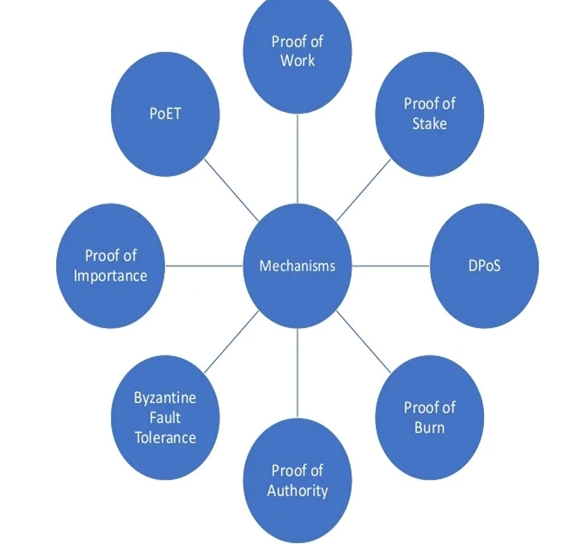 Proof of
Work
Proof of
Stake
DPoS
Proof of
Burn
Proof of
Authority
Byzantine
Fault
Tolerance
Proof of
Importance
PoET
Mechanisms